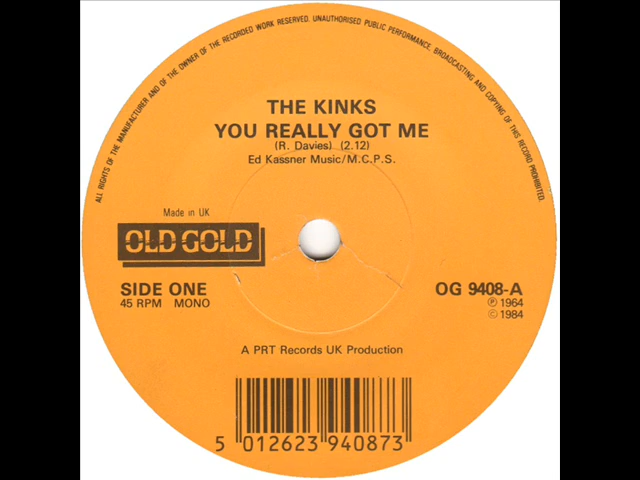 ALL RIGHTS OF THE MANUFACTURER AND OF THE OWNER OF THE RECORDED WORK RESERVED. UNAUTHORISED PUBLIC PERFORMANCE, BROADCASTING AND COPYING OF THIS RECORD PROHIBITED.
THE KINKS
YOU REALLY GOT ME
(R. Davies) (2.12)
Ed Kassner Music/M.C.P.S.
Made in UK
OLD GOLD
SIDE ONE
45 RPM MONO
OG 9408-A
℗ 1964
© 1984
A PRT Records UK Production
5 012623 940873